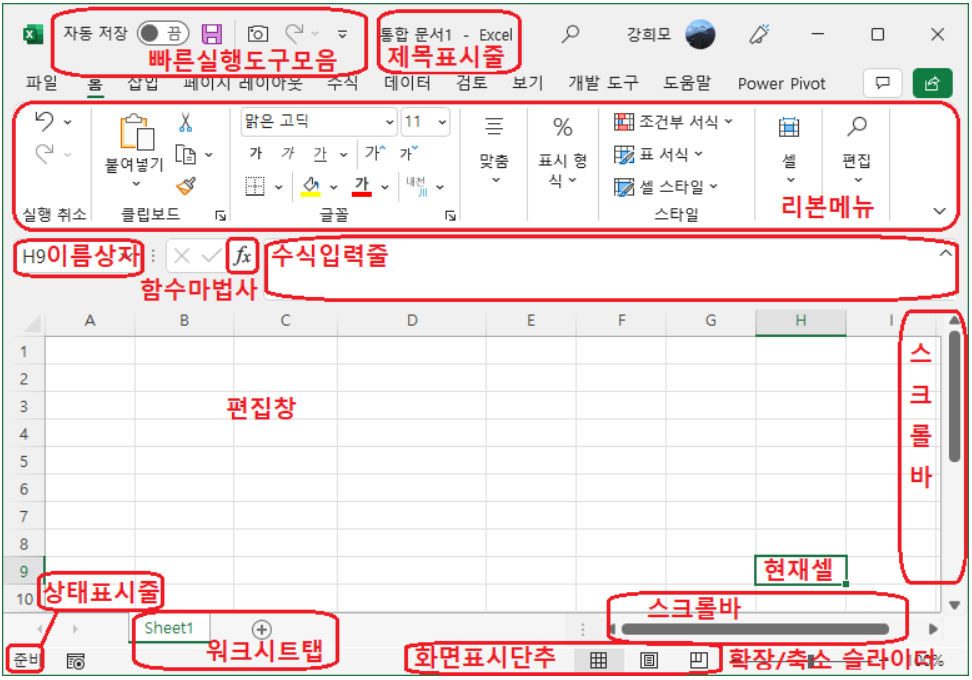 자동 저장 끔 통합 문서1 - Excel 강희모
빠른실행도구모음 제목표시줄
파일 홈 삽입 페이지 레이아웃 수식 데이터 검토 보기 개발 도구 도움말 Power Pivot
맑은 고딕 11 % 조건부 서식
붙여넣기 가 가 가 가 가 맞춤 표시 형식 표 서식 셀 편집
가 내천 셀 스타일
실행 취소 클립보드 글꼴 스타일 리본메뉴
H9 이름상자 fx 수식입력줄
함수마법사
A B C D E F G H I
1
2
3 편집창
4
5
6
7
8
9 현재셀
10
스크롤바
상태표시줄
스크롤바
Sheet1
워크시트탭
준비 화면표시단추 확장/축소 슬라이더